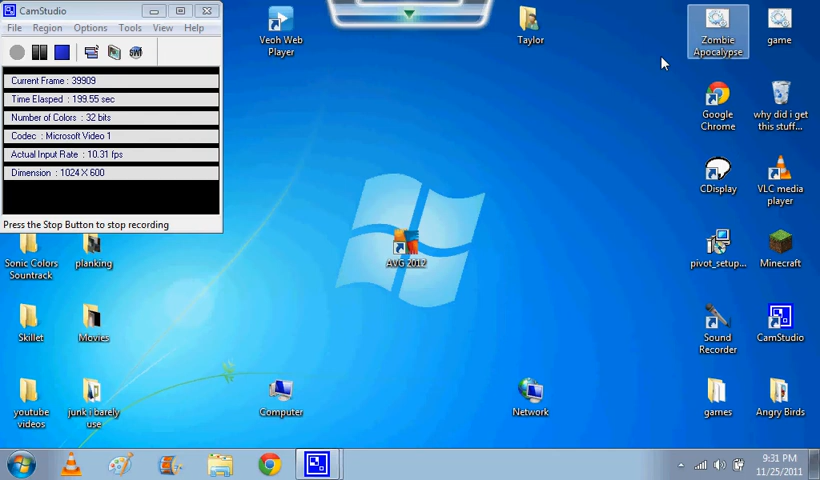 CamStudio
File Region Options Tools View Help
SWF
Current Frame : 39909
Time Elasped : 199.55 sec
Number of Colors : 32 bits
Codec : Microsoft Video 1
Actual Input Rate : 10.31 fps
Dimension : 1024 X 600
Press the Stop Button to stop recording
Veoh Web
Player
Taylor
Zombie
Apocalypse
game
Google
Chrome
why did i get
this stuff...
CDisplay
VLC media
player
Sonic Colors
Sountrack
planking
AVG 2012
pivot_setup...
Minecraft
Skillet
Movies
Sound
Recorder
CamStudio
youtube
videos
junk i barely
use
Computer
Network
games
Angry Birds
9:31 PM
11/25/2011